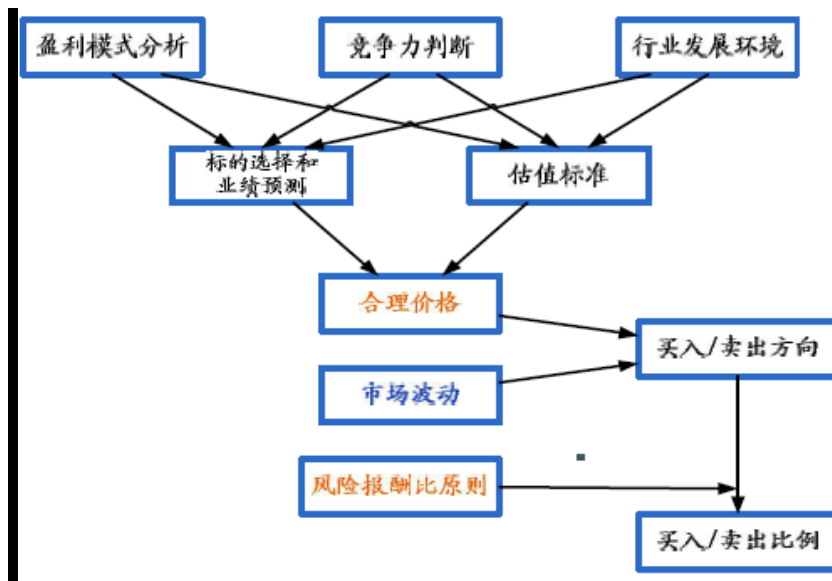 盈利模式分析
竞争力判断
行业发展环境
标的选择和
业绩预测
估值标准
合理价格
买入/卖出方向
市场波动
风险报酬比原则
买入/卖出比例